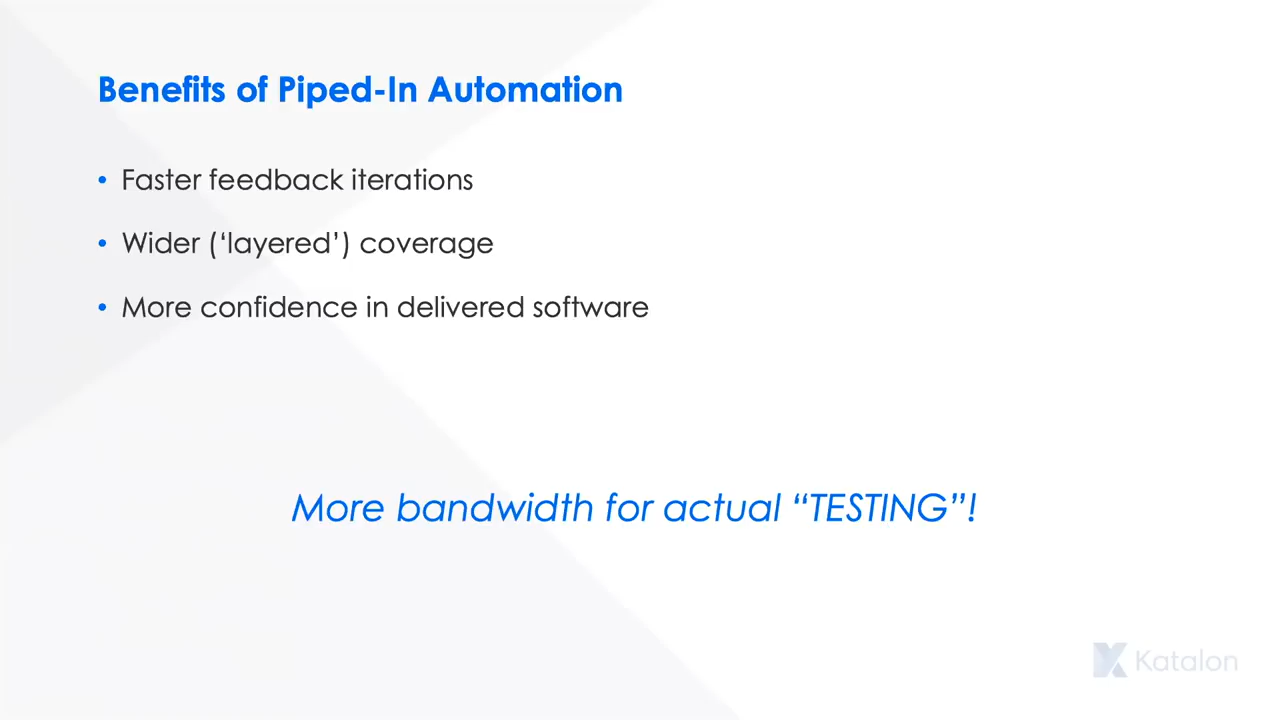 Benefits of Piped-In Automation
• Faster feedback iterations
• Wider (‘layered’) coverage
• More confidence in delivered software
More bandwidth for actual “TESTING”!
Katalon